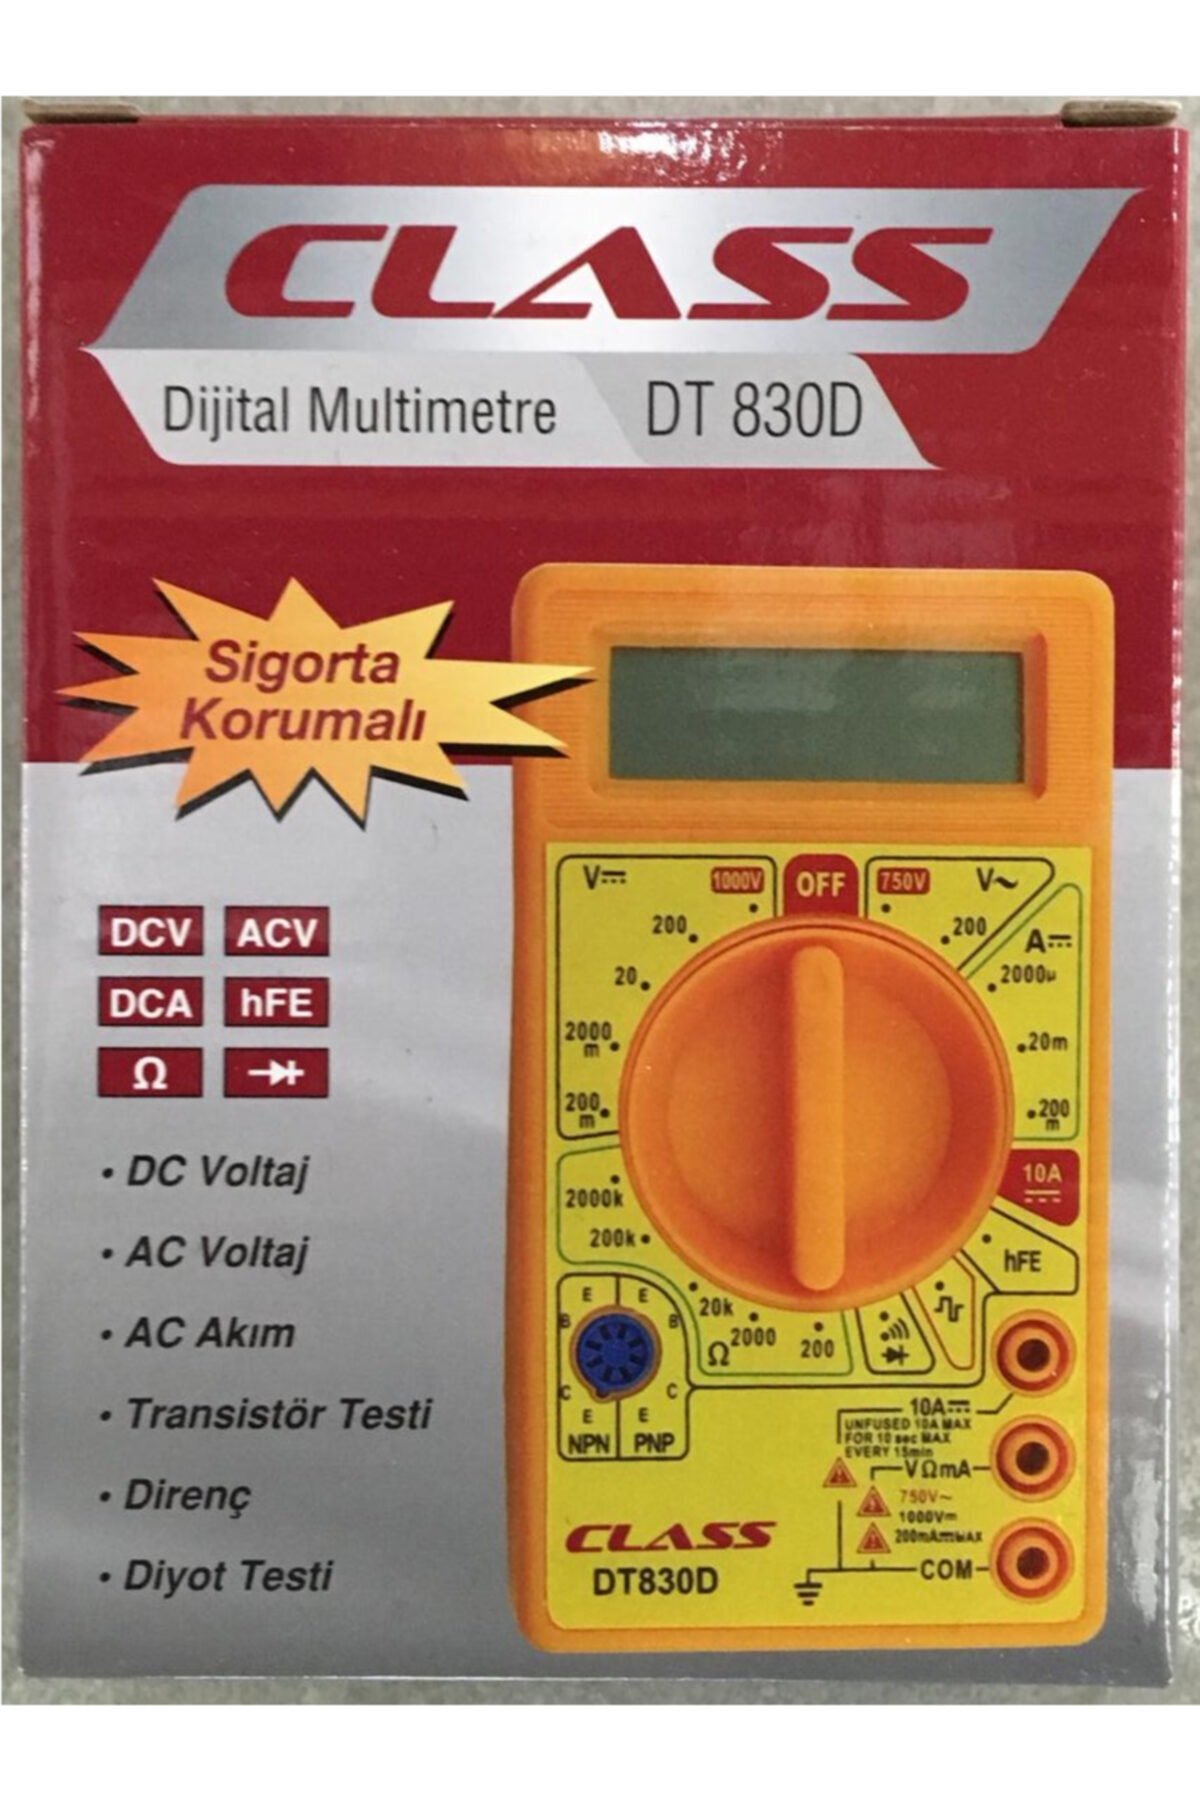 CLASS
Dijital Multimetre DT 830D
Sigorta
Korumalı
DCV ACV
DCA hFE
Ω
• DC Voltaj
• AC Voltaj
• AC Akım
• Transistör Testi
• Direnç
• Diyot Testi
V⎓ 1000V OFF 750V V~
200 200 A⎓
20 2000µ
2000
m 20m
200
m 200
m
2000k 10A
200k hFE
20k
Ω 2000 200
E E
B B
C C
E E
NPN PNP
10A⎓
UNFUSED 10A MAX
FOR 10 sec MAX
EVERY 15min
VΩmA
750V~
1000V⎓
200mA⎓MAX
COM
CLASS
DT830D